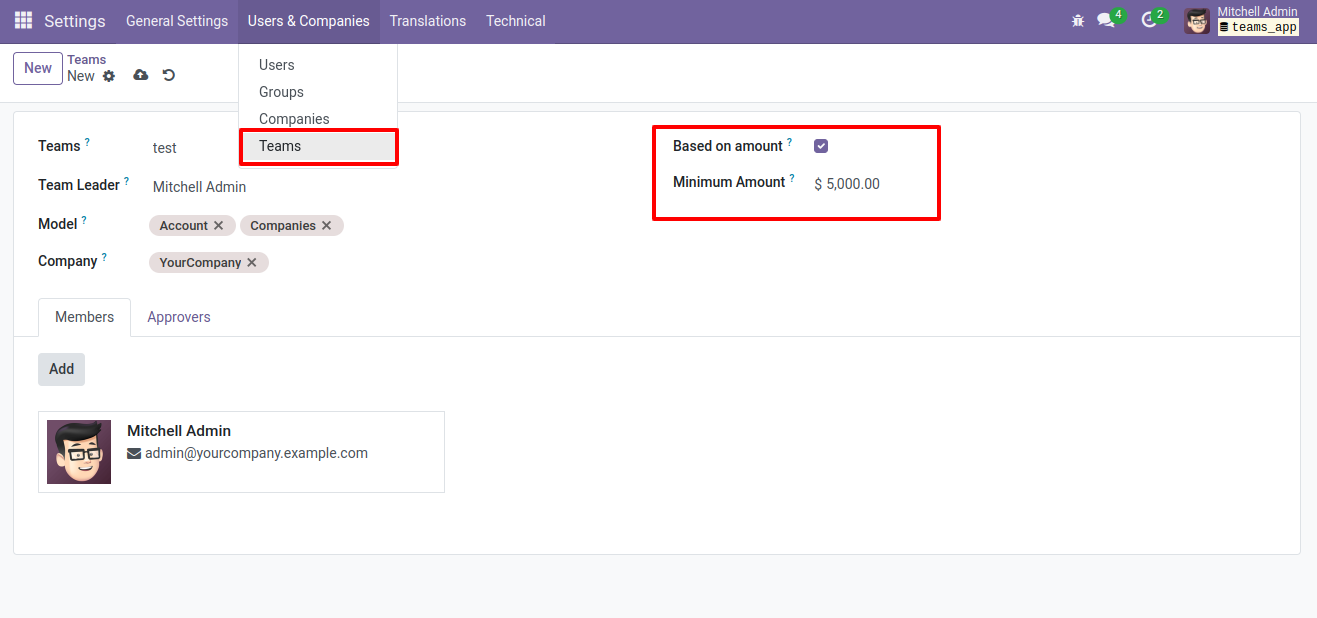 Settings General Settings Users & Companies Translations Technical 4 2 Mitchell Admin
teams_app
New Teams
New
Users
Groups
Companies
Teams
Teams ? test
Team Leader ? Mitchell Admin
Model ? Account Companies
Company ? YourCompany
Based on amount ?
Minimum Amount ? $ 5,000.00
Members Approvers
Add
Mitchell Admin
admin@yourcompany.example.com